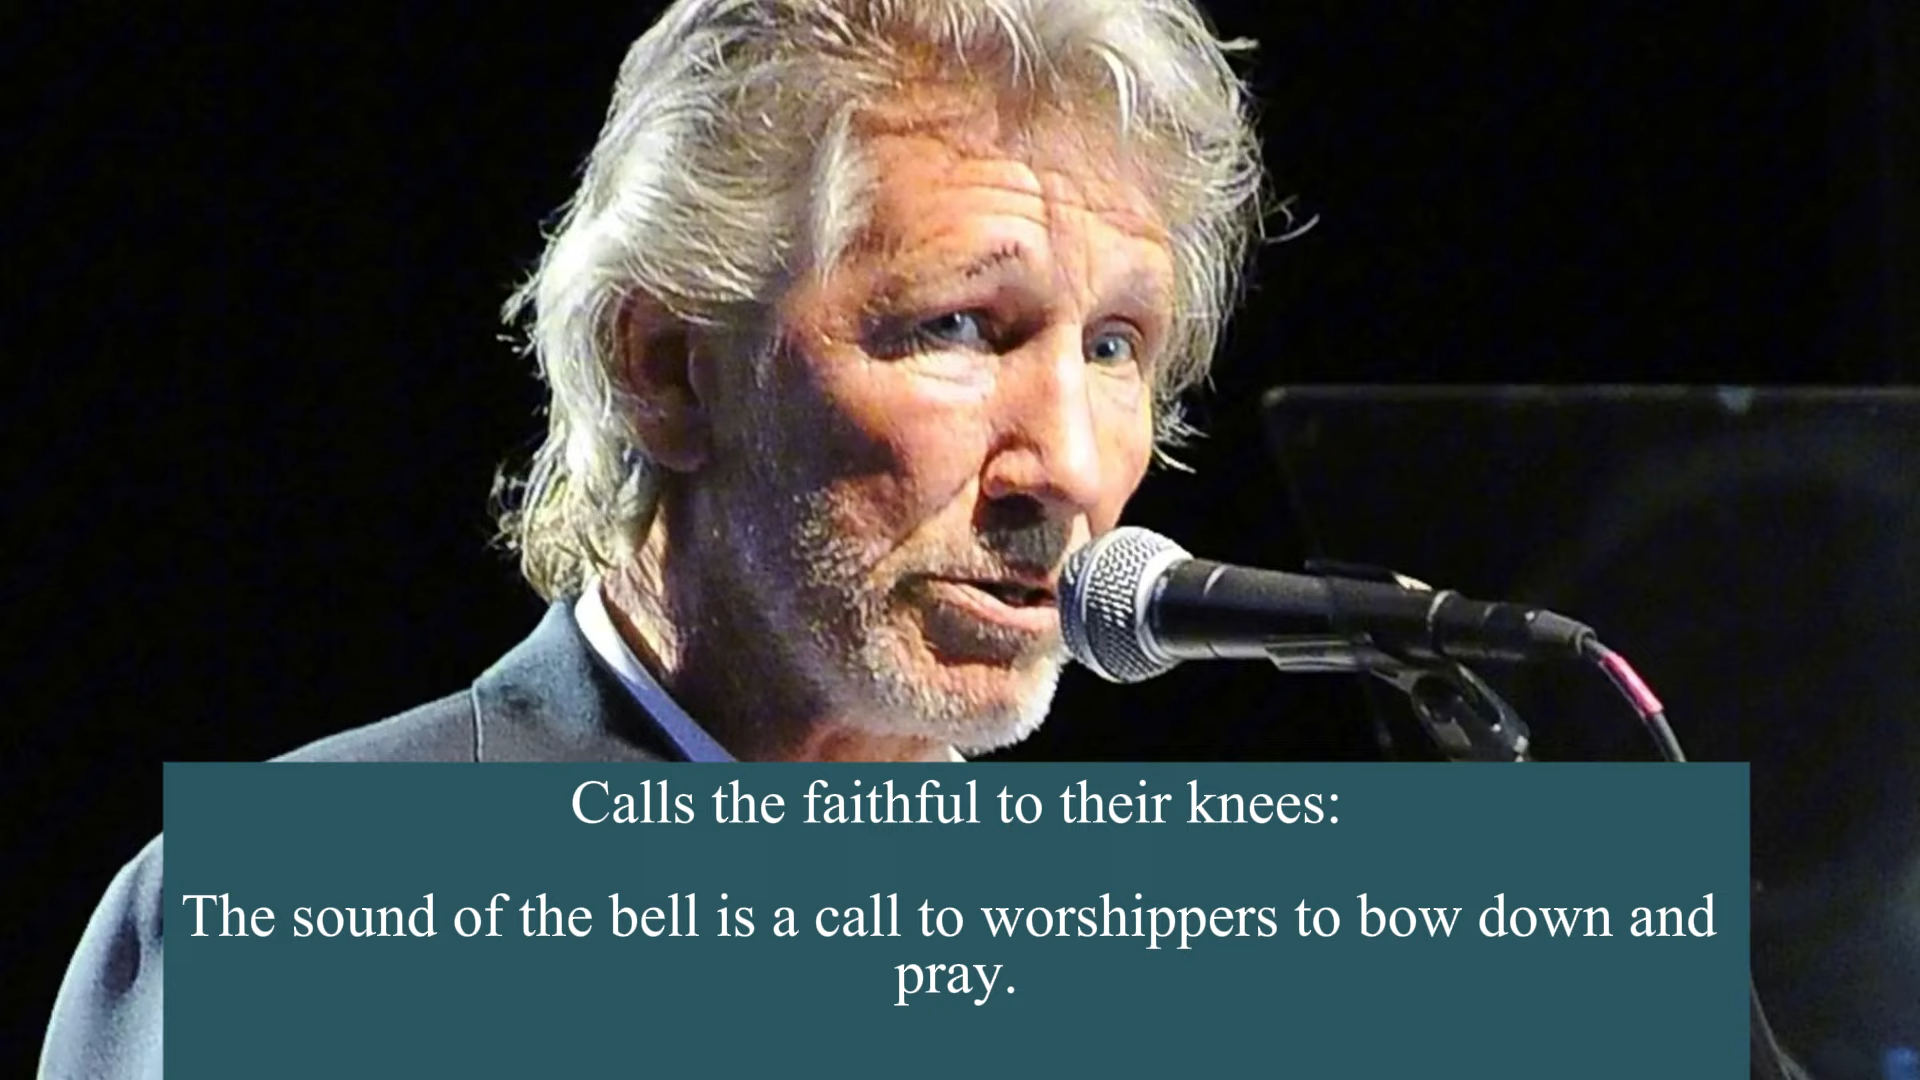 Calls the faithful to their knees:
The sound of the bell is a call to worshippers to bow down and
pray.